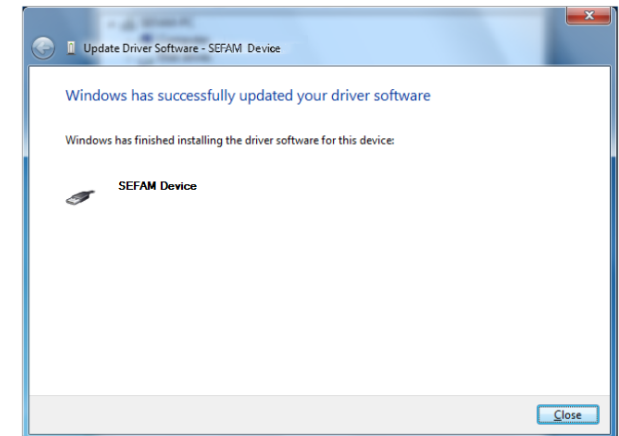 Update Driver Software - SEFAM Device
Windows has successfully updated your driver software
Windows has finished installing the driver software for this device:
SEFAM Device
Close